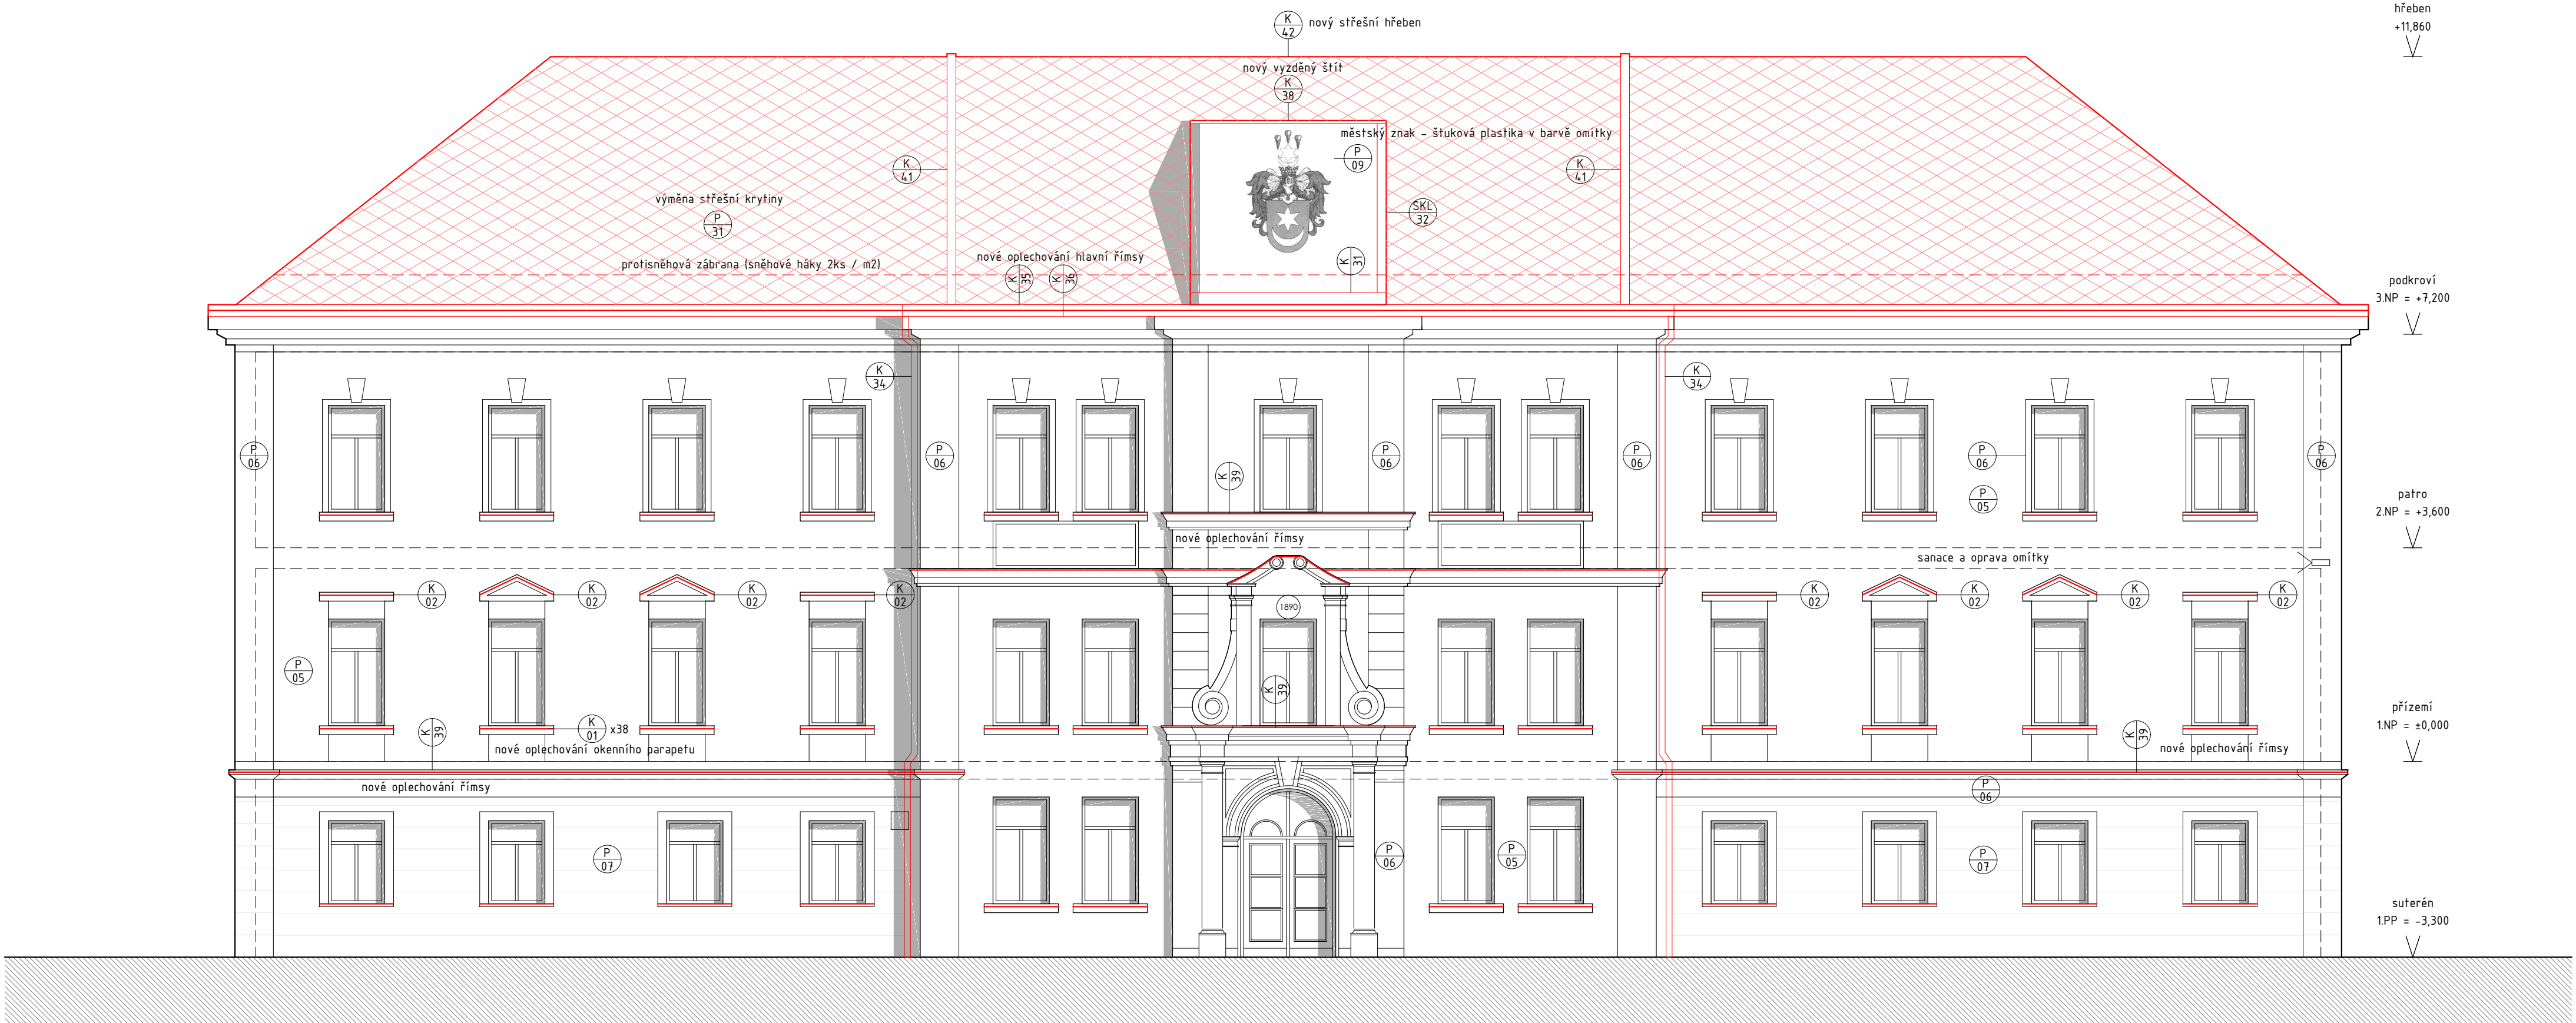 hřeben
+11,860
K
42
nový střešní hřeben
nový vyzděný štít
K
38
městský znak - štuková plastika v barvě omítky
P
09
K
41
K
41
výměna střešní krytiny
P
31
SKL
32
nové oplechování hlavní římsy
protisněhová zábrana (sněhové háky 2ks / m2)
K
35
K
36
K
31
podkroví
3.NP = +7,200
K
34
K
34
P
06
P
06
P
06
P
06
P
06
P
06
K
39
P
05
patro
2.NP = +3,600
nové oplechování římsy
sanace a oprava omítky
K
02
K
02
K
02
K
02
K
02
K
02
K
02
K
02
1890
P
05
K
39
K
39
K
01
x38
nové oplechování okenního parapetu
K
39
nové oplechování římsy
přízemí
1.NP = ±0,000
nové oplechování římsy
P
06
P
07
P
06
P
05
P
07
suterén
1.PP = -3,300